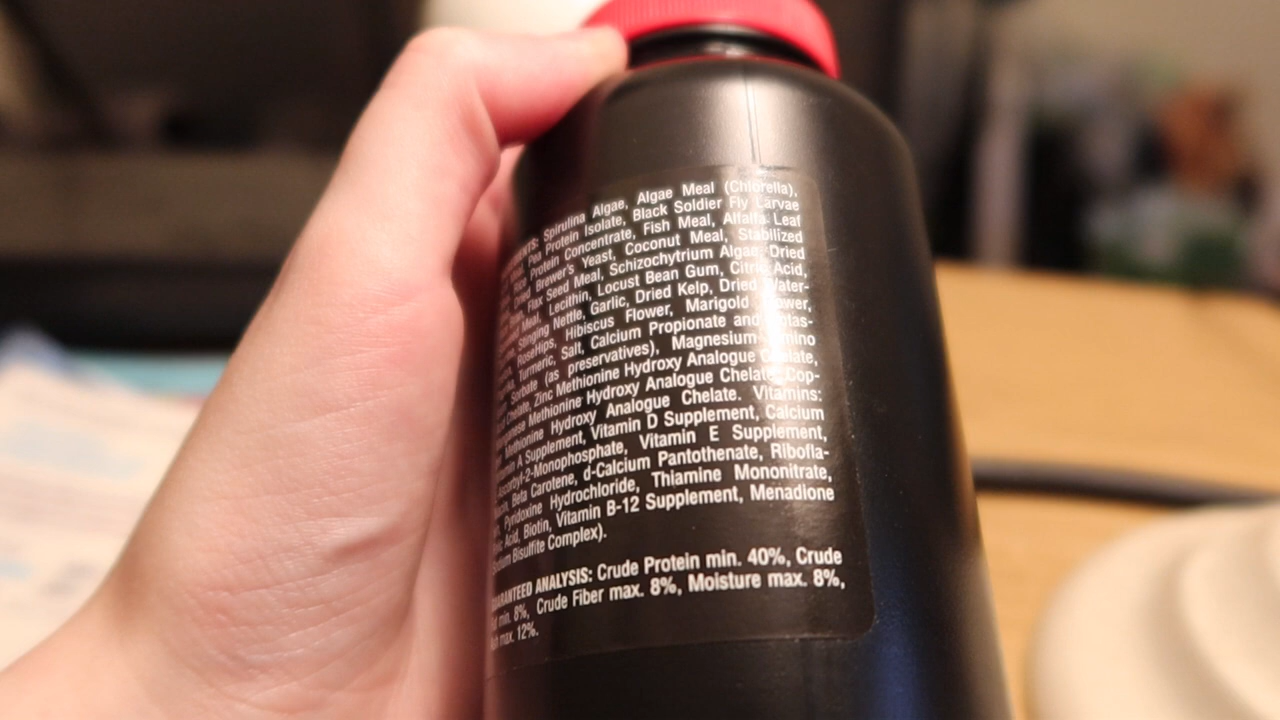 Spirulina Algae, Algae Meal (Chlorella),
Pea Protein Isolate, Black Soldier Fly Larvae
Rice Protein Concentrate, Fish Meal, Alfalfa Leaf
Dried Brewer's Yeast, Coconut Meal, Stabilized
Flax Seed Meal, Schizochytrium Algae, Dried
Meal, Lecithin, Locust Bean Gum, Citric Acid,
Stinging Nettle, Garlic, Dried Kelp, Dried Water-
RoseHips, Hibiscus Flower, Marigold Flower,
Turmeric, Salt, Calcium Propionate and Potas-
Sorbate (as preservatives), Magnesium Amino
Chelate, Zinc Methionine Hydroxy Analogue Chelate,
Methionine Hydroxy Analogue Chelate, Cop-
Methionine Hydroxy Analogue Chelate. Vitamins:
A Supplement, Vitamin D Supplement, Calcium
Ascorbyl-2-Monophosphate, Vitamin E Supplement,
Beta Carotene, d-Calcium Pantothenate, Ribofla-
Pyridoxine Hydrochloride, Thiamine Mononitrate,
Acid, Biotin, Vitamin B-12 Supplement, Menadione
Bisulfite Complex).
ANALYSIS: Crude Protein min. 40%, Crude
min. 8%, Crude Fiber max. 8%, Moisture max. 8%,
max. 12%.